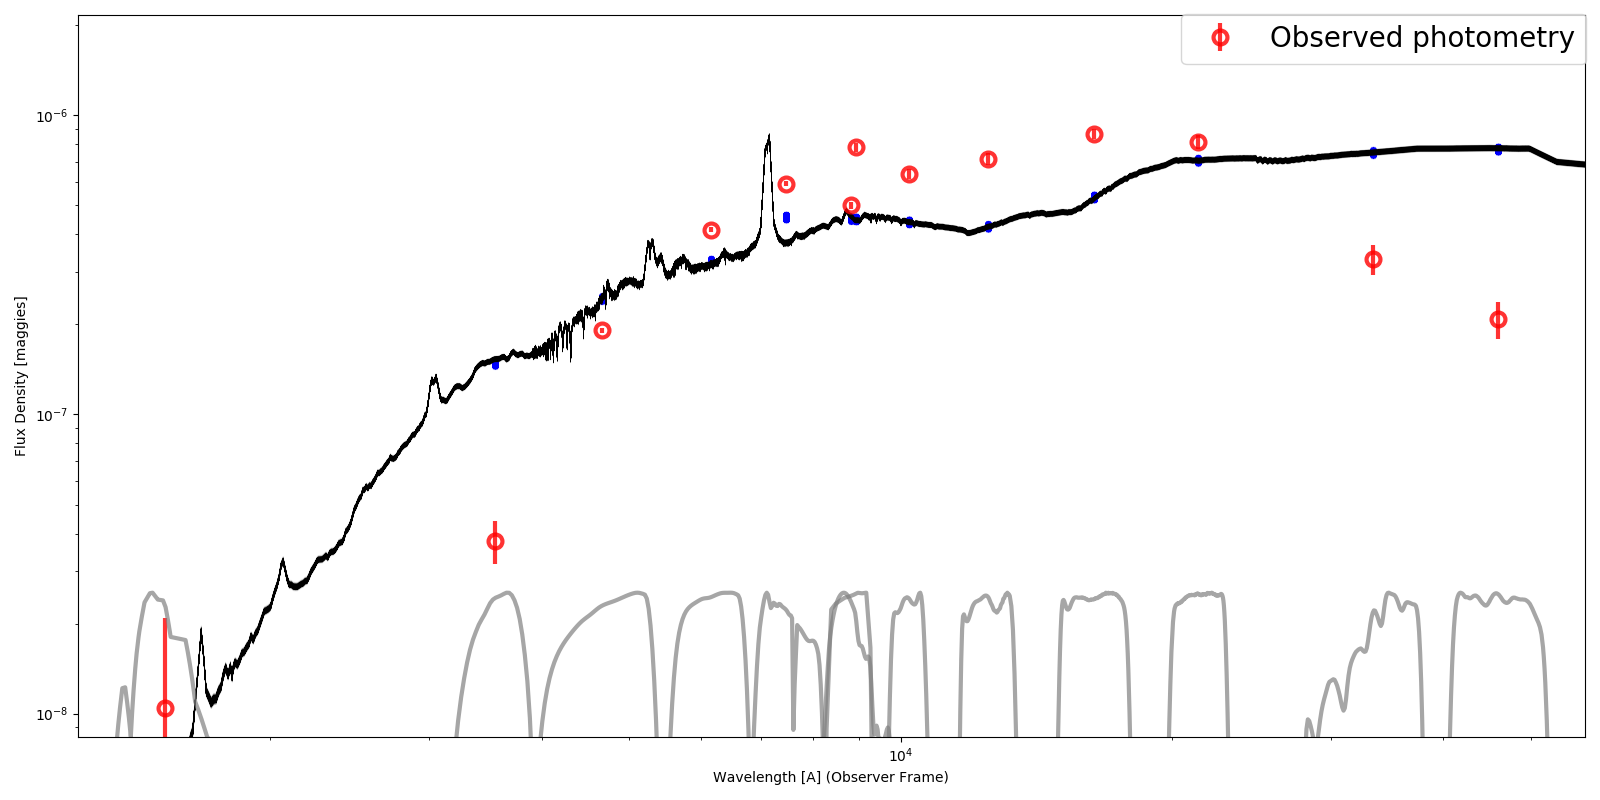 Observed photometry
10⁻⁶
10⁻⁷
10⁻⁸
Flux Density [maggies]
10⁴
Wavelength [A] (Observer Frame)